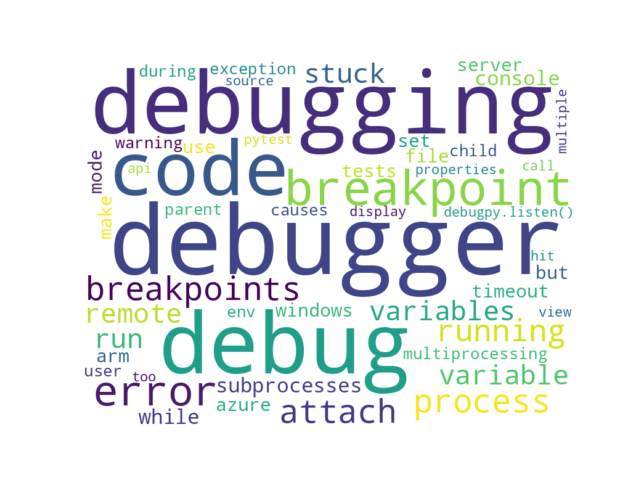 during exception stuck server
source console
debugging
multiple
warning use pytest set file child
code
mode api tests properties call
breakpoint
make parent causes display debugpy.listen()
debugger
hit
but
breakpoints timeout
remote env windows variables. view
run debug running
arm multiprocessing
user too
error subprocesses variable
azure attach process
while